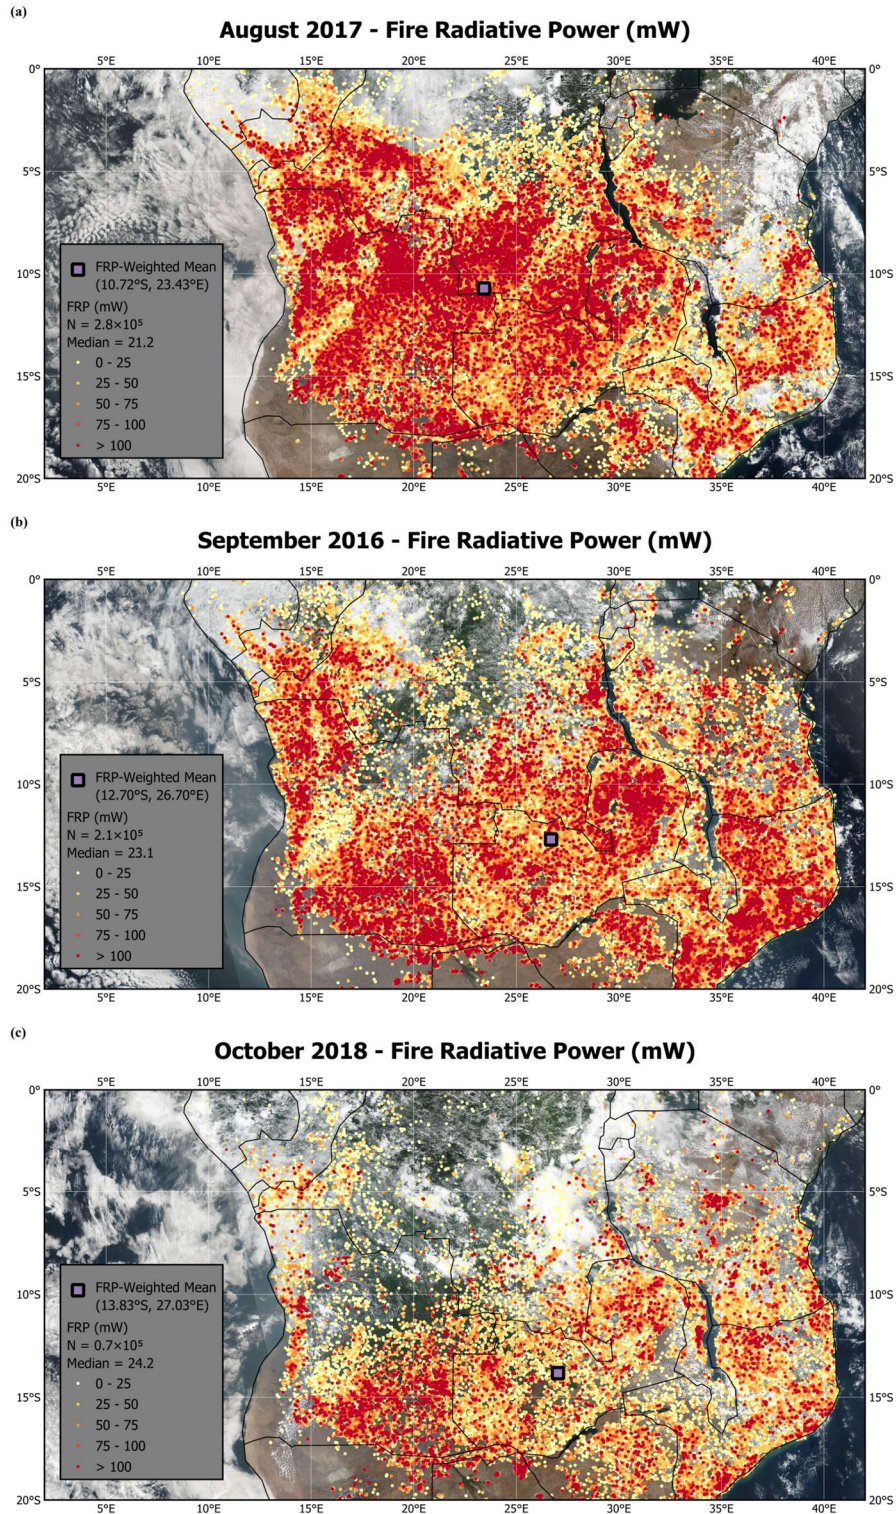 (a)
August 2017 - Fire Radiative Power (mW)
5°E 10°E 15°E 20°E 25°E 30°E 35°E 40°E
0° 0°
5°S 5°S
10°S 10°S
15°S 15°S
20°S 20°S
FRP-Weighted Mean
(10.72°S, 23.43°E)
FRP (mW)
N = 2.8×10⁵
Median = 21.2
0 - 25
25 - 50
50 - 75
75 - 100
> 100
5°E 10°E 15°E 20°E 25°E 30°E 35°E 40°E
(b)
September 2016 - Fire Radiative Power (mW)
5°E 10°E 15°E 20°E 25°E 30°E 35°E 40°E
0° 0°
5°S 5°S
10°S 10°S
15°S 15°S
20°S 20°S
FRP-Weighted Mean
(12.70°S, 26.70°E)
FRP (mW)
N = 2.1×10⁵
Median = 23.1
0 - 25
25 - 50
50 - 75
75 - 100
> 100
5°E 10°E 15°E 20°E 25°E 30°E 35°E 40°E
(c)
October 2018 - Fire Radiative Power (mW)
5°E 10°E 15°E 20°E 25°E 30°E 35°E 40°E
0° 0°
5°S 5°S
10°S 10°S
15°S 15°S
20°S 20°S
FRP-Weighted Mean
(13.83°S, 27.03°E)
FRP (mW)
N = 0.7×10⁵
Median = 24.2
0 - 25
25 - 50
50 - 75
75 - 100
> 100
5°E 10°E 15°E 20°E 25°E 30°E 35°E 40°E